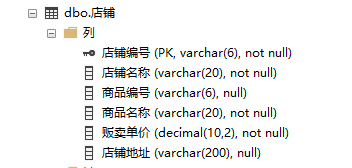 dbo.店铺
列
店铺编号 (PK, varchar(6), not null)
店铺名称 (varchar(20), not null)
商品编号 (varchar(6), null)
商品名称 (varchar(20), not null)
贩卖单价 (decimal(10,2), not null)
店铺地址 (varchar(200), null)